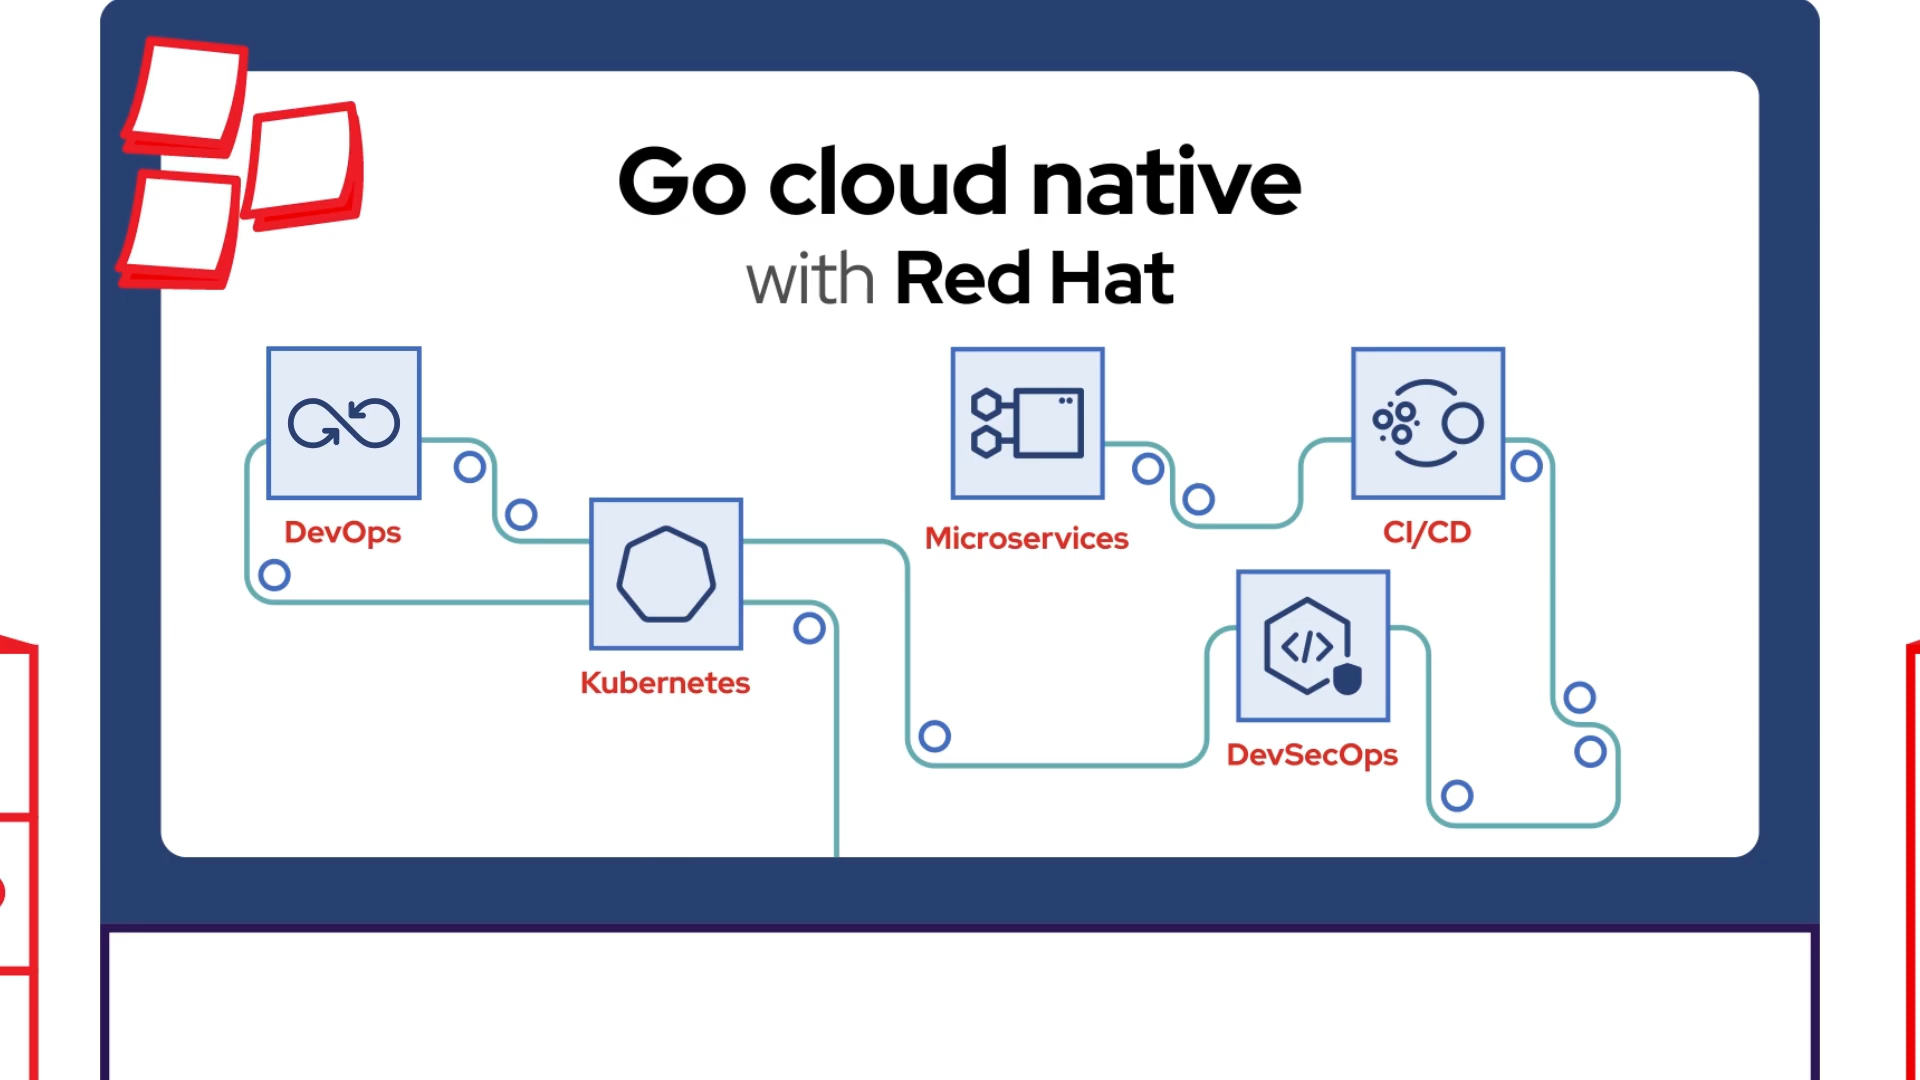 Go cloud native
with Red Hat
DevOps
Microservices
CI/CD
Kubernetes
DevSecOps